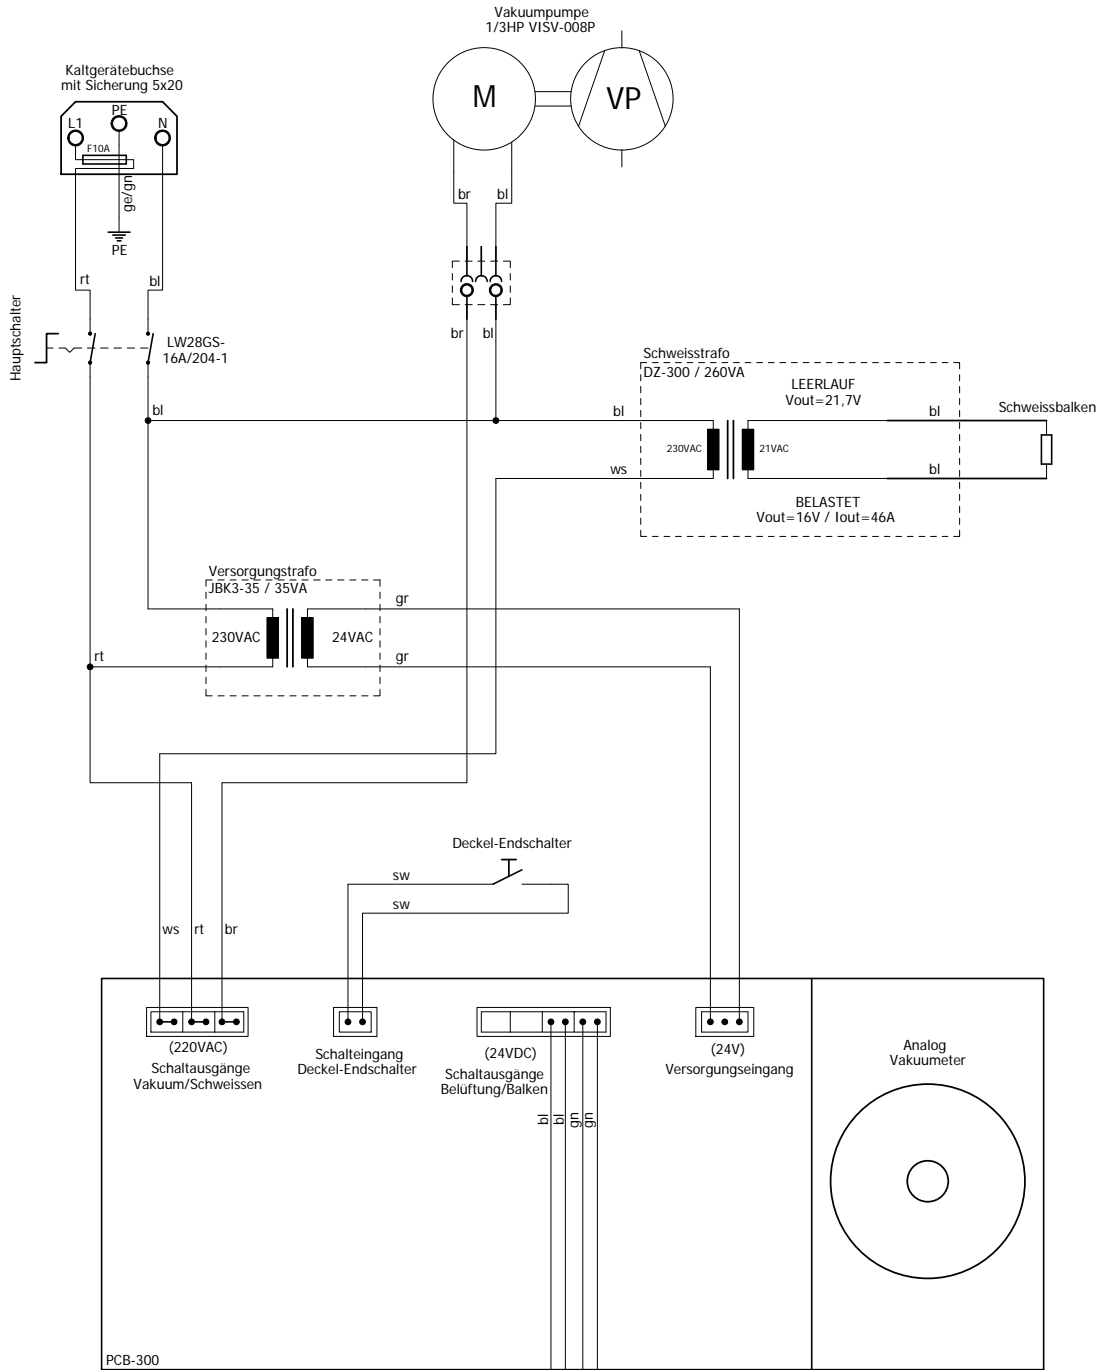 Vakuumpumpe
1/3HP VISV-008P
M
VP
Kaltgerätebuchse
mit Sicherung 5x20
PE
L1
N
F10A
ge/gn
PE
br
bl
rt
bl
Hauptschalter
LW28GS-
16A/204-1
br
bl
Schweisstrafo
DZ-300 / 260VA
LEERLAUF
Vout=21,7V
bl
bl
bl
Schweissbalken
230VAC
21VAC
ws
bl
BELASTET
Vout=16V / Iout=46A
Versorgungstrafo
JBK3-35 / 35VA
gr
230VAC
24VAC
rt
gr
Deckel-Endschalter
sw
sw
ws
rt
br
(220VAC)
Schaltausgänge
Vakuum/Schweissen
Schalteingang
Deckel-Endschalter
(24VDC)
Schaltausgänge
Belüftung/Balken
(24V)
Versorgungseingang
Analog
Vakuumeter
bl
bl
gn
gn
PCB-300